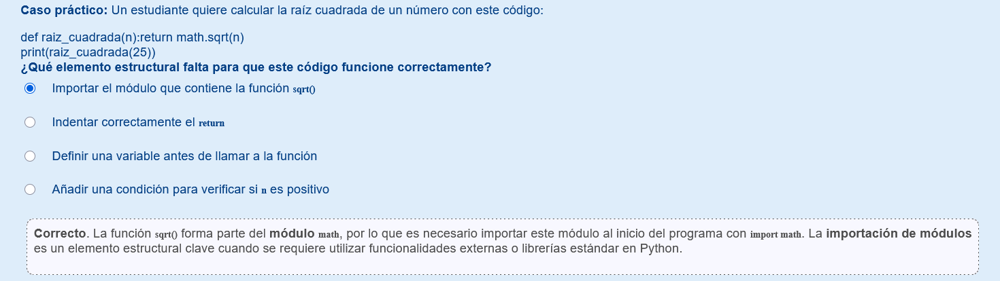 Caso práctico: Un estudiante quiere calcular la raíz cuadrada de un número con este código:
def raiz_cuadrada(n):return math.sqrt(n)
print(raiz_cuadrada(25))
¿Qué elemento estructural falta para que este código funcione correctamente?
Importar el módulo que contiene la función sqrt()
Indentar correctamente el return
Definir una variable antes de llamar a la función
Añadir una condición para verificar si n es positivo
Correcto. La función sqrt() forma parte del módulo math, por lo que es necesario importar este módulo al inicio del programa con import math. La importación de módulos
es un elemento estructural clave cuando se requiere utilizar funcionalidades externas o librerías estándar en Python.